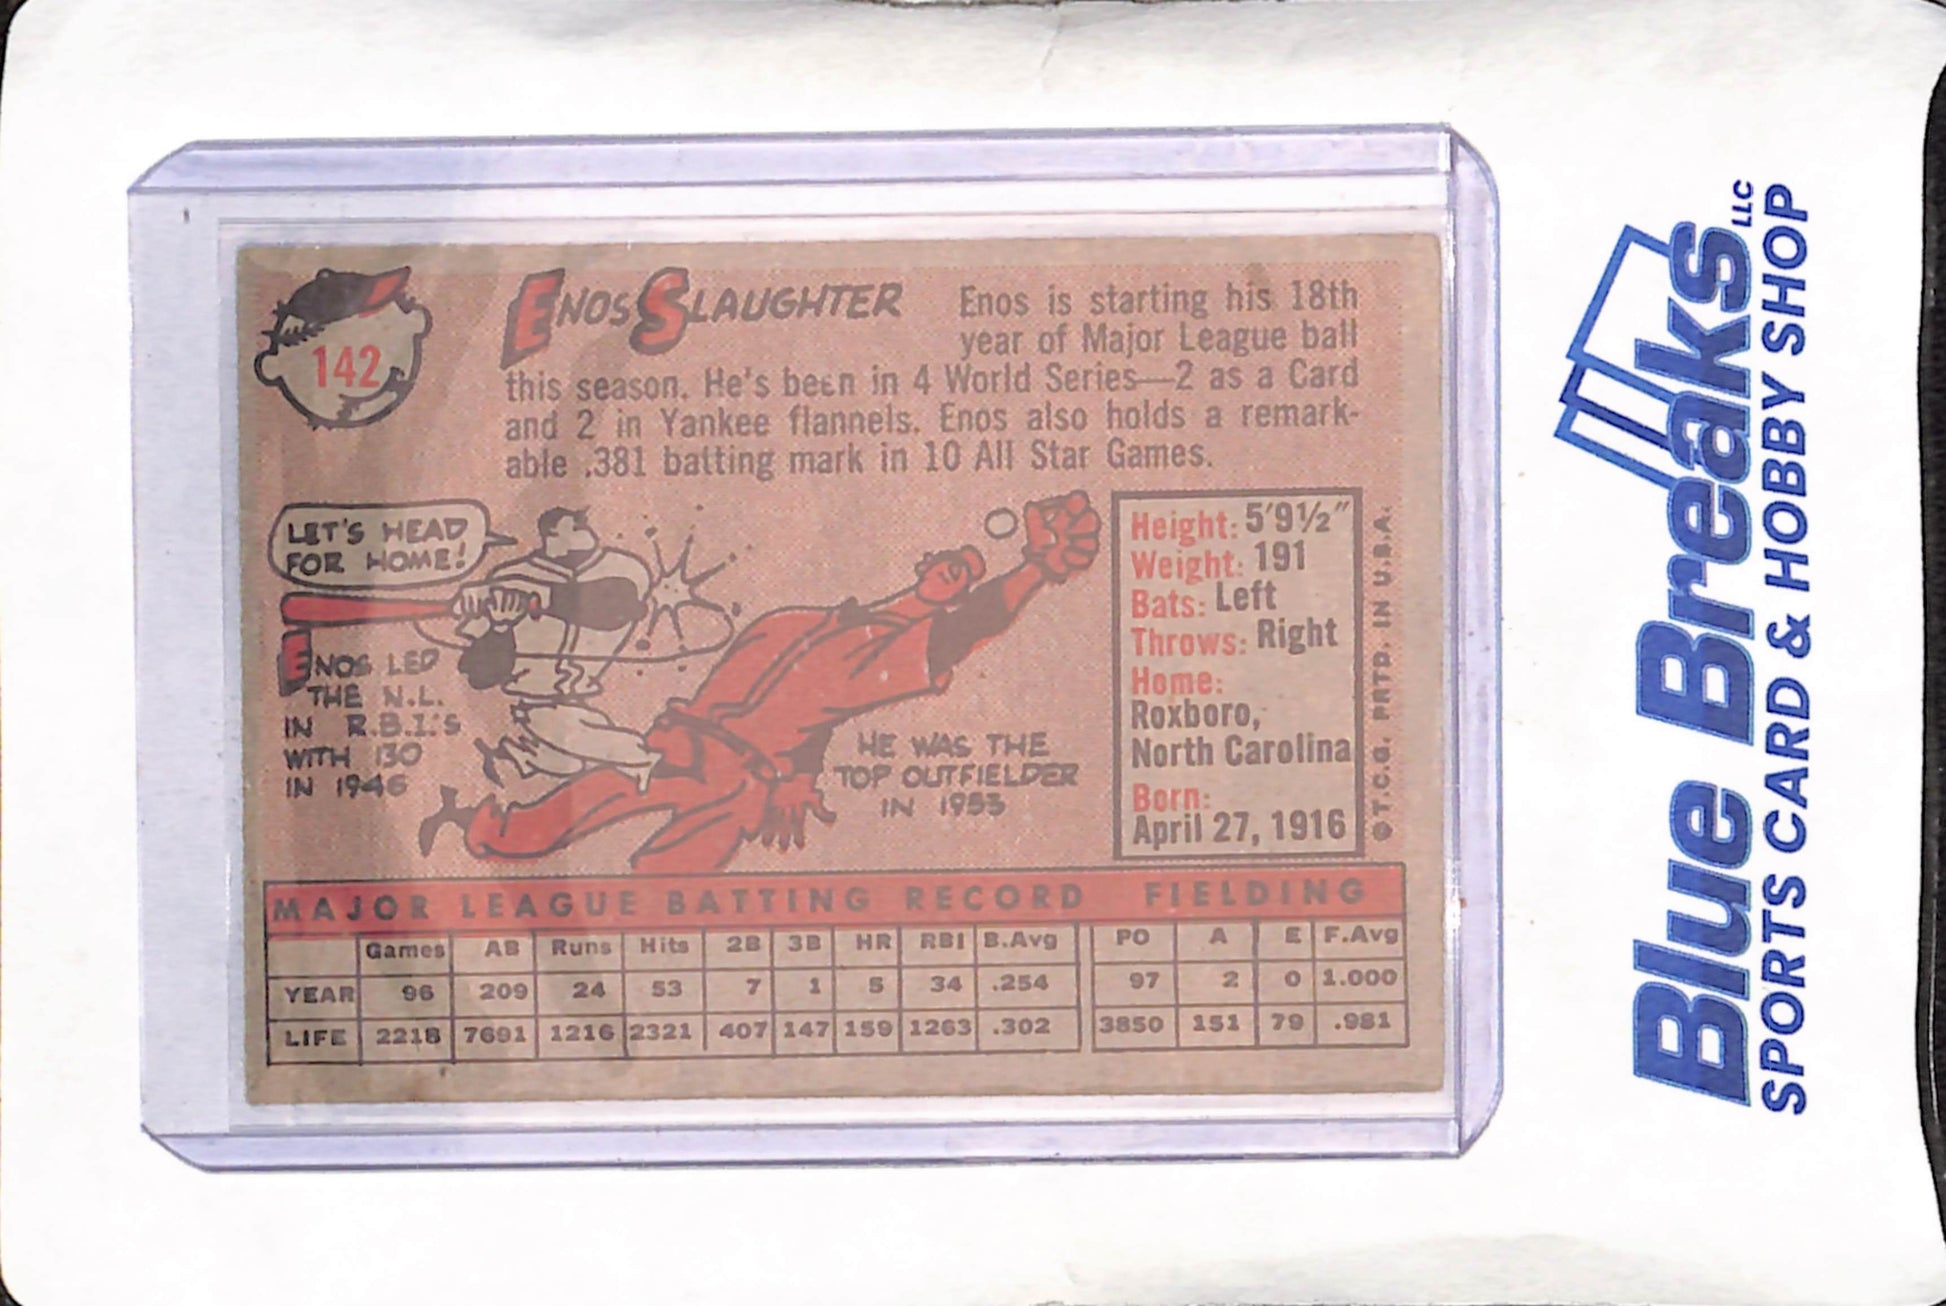 142
ENOS SLAUGHTER
Enos is starting his 18th
year of Major League ball
this season. He's been in 4 World Series—2 as a Card
and 2 in Yankee flannels. Enos also holds a remark-
able .381 batting mark in 10 All Star Games.
LET'S HEAD
FOR HOME!
ENOS LED
THE N.L.
IN R.B.I.'S
WITH 130
IN 1946
HE WAS THE
TOP OUTFIELDER
IN 1953
Height: 5'9½"
Weight: 191
Bats: Left
Throws: Right
Home:
Roxboro,
North Carolina
Born:
April 27, 1916
©T.C.G. PRTD. IN U.S.A.
MAJOR LEAGUE BATTING RECORD FIELDING
Games AB Runs Hits 2B 3B HR RBI B.Avg PO A E F.Avg
YEAR 96 209 24 53 7 1 5 34 .254 97 2 0 1.000
LIFE 2218 7691 1216 2321 407 147 159 1263 .302 3850 151 79 .981
Blue Breaks LLC
SPORTS CARD & HOBBY SHOP